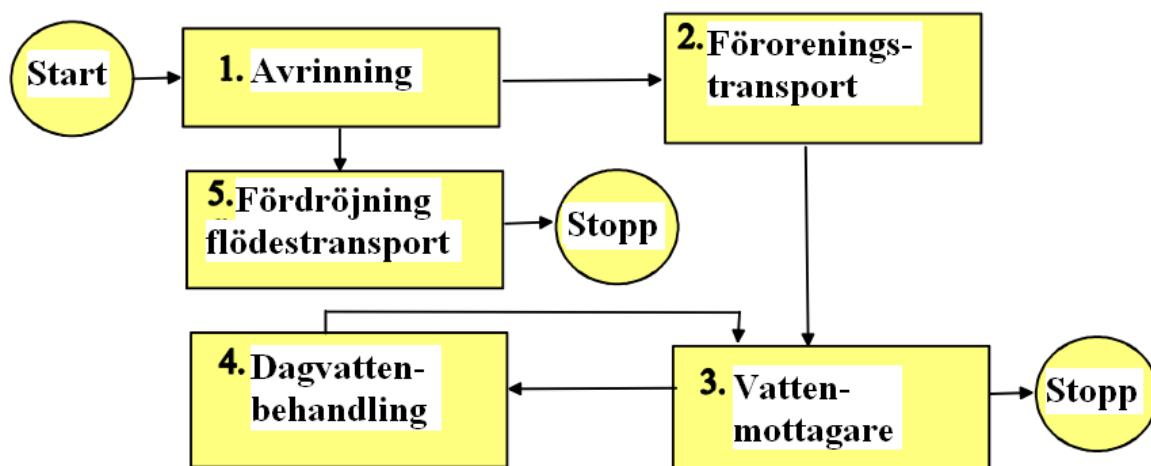 Start
1. Avrinning
2. Förorenings-
transport
5. Fördröjning
flödestransport
Stopp
4. Dagvatten-
behandling
3. Vatten-
mottagare
Stopp